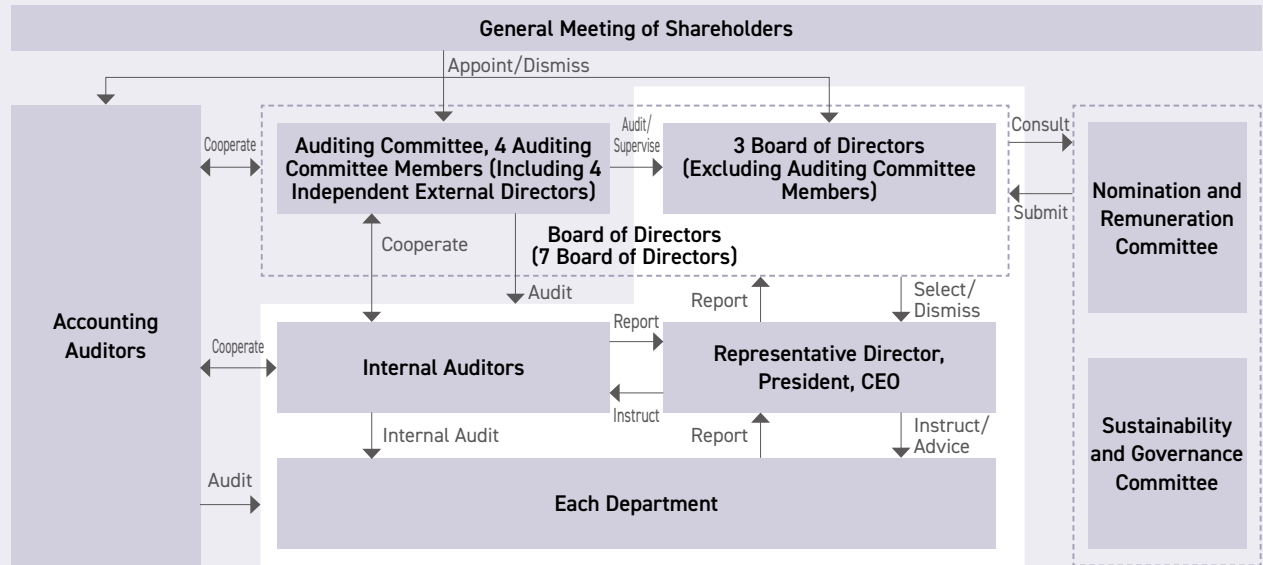 General Meeting of Shareholders
Appoint/Dismiss
Cooperate
Auditing Committee, 4 Auditing
Committee Members (Including 4
Independent External Directors)
Audit/
Supervise
3 Board of Directors
(Excluding Auditing Committee
Members)
Consult
Submit
Nomination and
Remuneration
Committee
Cooperate
Board of Directors
(7 Board of Directors)
Audit
Report
Select/
Dismiss
Accounting
Auditors
Cooperate
Internal Auditors
Report
Instruct
Representative Director,
President, CEO
Internal Audit
Report
Instruct/
Advice
Sustainability
and Governance
Committee
Audit
Each Department